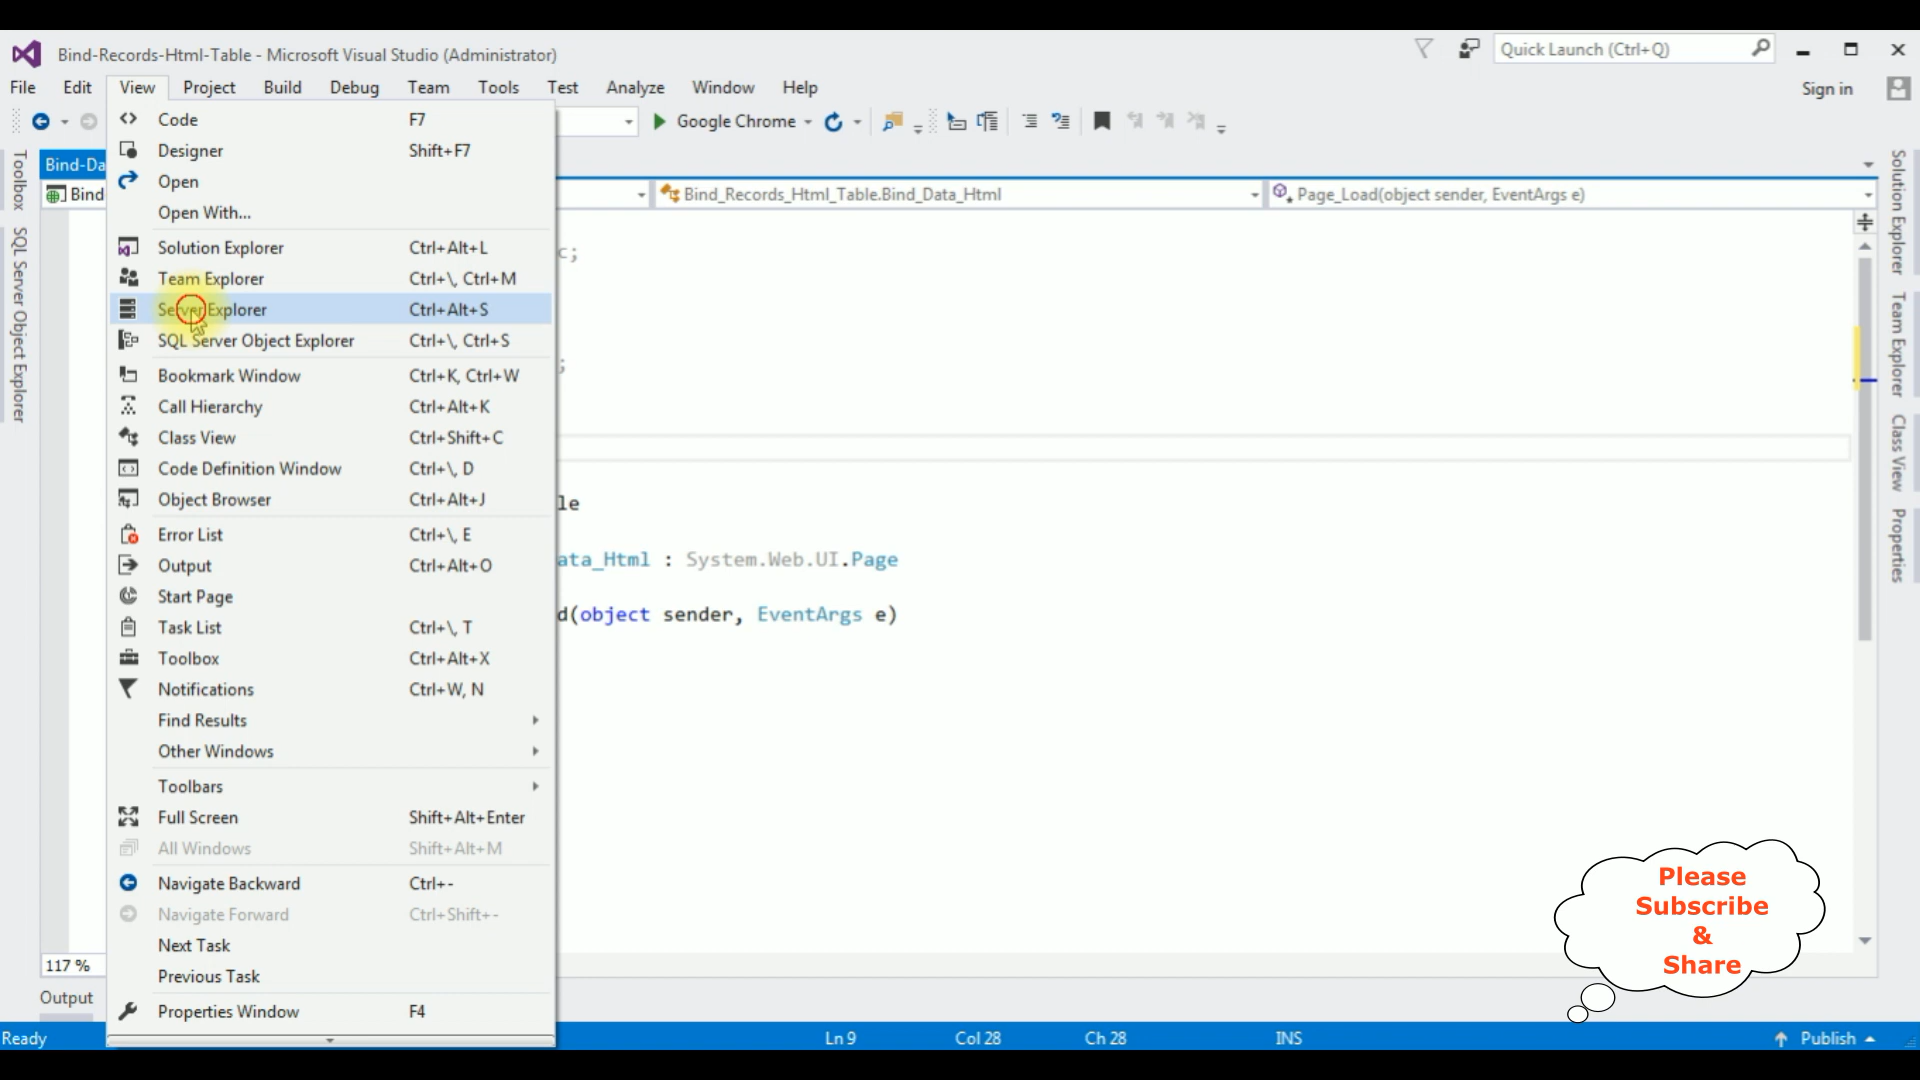 Bind-Records-Html-Table - Microsoft Visual Studio (Administrator)
Quick Launch (Ctrl+Q)
File Edit View Project Build Debug Team Tools Test Analyze Window Help
Sign in
Google Chrome
Bind-Da
Bind
Bind_Records_Html_Table.Bind_Data_Html
Page_Load(object sender, EventArgs e)
Toolbox
SQL Server Object Explorer
Code F7
Designer Shift+F7
Open
Open With...
Solution Explorer Ctrl+Alt+L
Team Explorer Ctrl+\, Ctrl+M
Server Explorer Ctrl+Alt+S
SQL Server Object Explorer Ctrl+\, Ctrl+S
Bookmark Window Ctrl+K, Ctrl+W
Call Hierarchy Ctrl+Alt+K
Class View Ctrl+Shift+C
Code Definition Window Ctrl+\, D
Object Browser Ctrl+Alt+J
Error List Ctrl+\, E
Output Ctrl+Alt+O
Start Page
Task List Ctrl+\, T
Toolbox Ctrl+Alt+X
Notifications Ctrl+W, N
Find Results
Other Windows
Toolbars
Full Screen Shift+Alt+Enter
All Windows Shift+Alt+M
Navigate Backward Ctrl+-
Navigate Forward Ctrl+Shift+-
Next Task
Previous Task
Properties Window F4
c;
;
le
ata_Html : System.Web.UI.Page
d(object sender, EventArgs e)
Solution Explorer
Team Explorer
Class View
Properties
Please
Subscribe
&
Share
117 %
Output
Ready Ln 9 Col 28 Ch 28 INS Publish